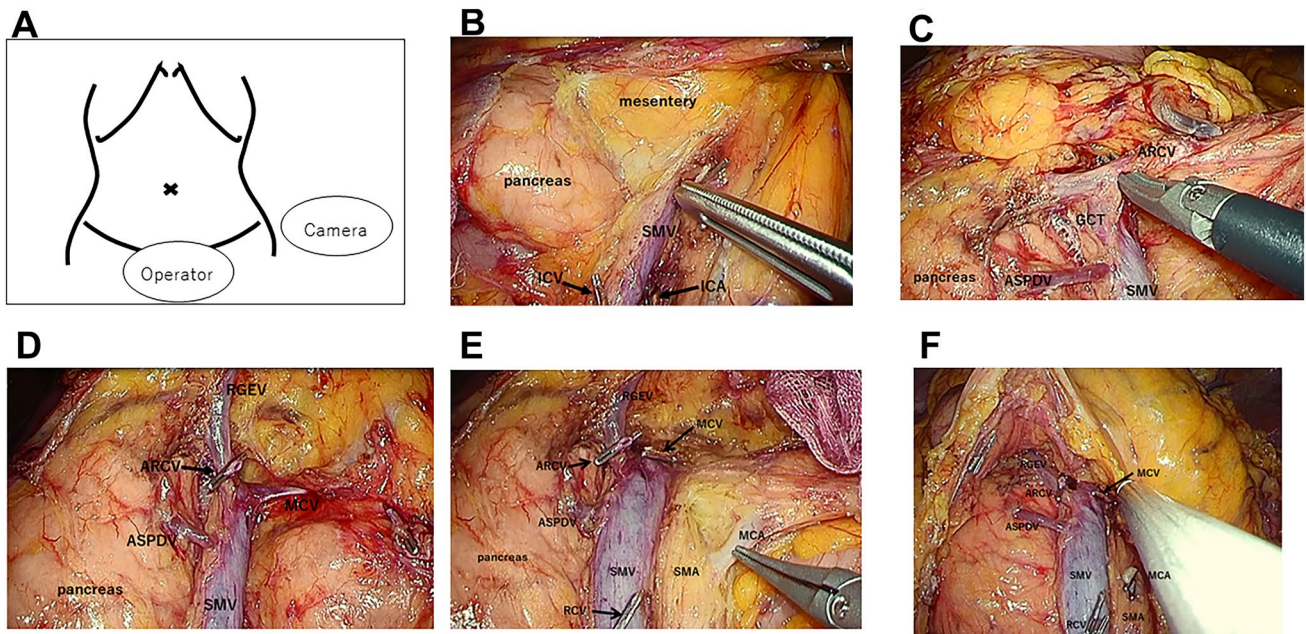 A
Camera
Operator
B
mesentery
pancreas
SMV
ICV
ICA
C
ARCV
GCT
pancreas
ASPDV
SMV
D
RGEV
ARCV
MCV
ASPDV
pancreas
SMV
E
RGEV
MCV
ARCV
ASPDV
MCA
pancreas
SMV
SMA
RCV
F
RGEV
MCV
ARCV
ASPDV
SMV
MCA
RCV
SMA